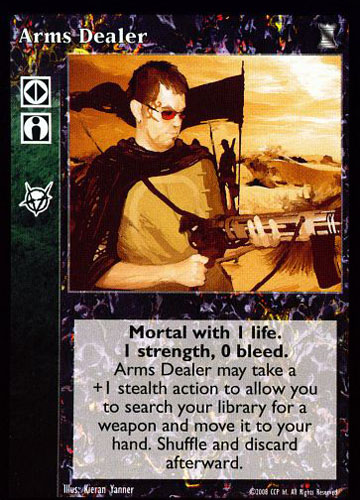 Arms Dealer
Mortal with 1 life.
1 strength, 0 bleed.
Arms Dealer may take a
+1 stealth action to allow you
to search your library for a
weapon and move it to your
hand. Shuffle and discard
afterward.
Illus: Kieran Yanner ©2008 CCP hf. All Rights Reserved.